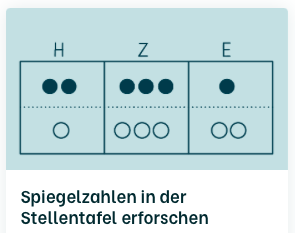 H Z E
Spiegelzahlen in der
Stellentafel erforschen